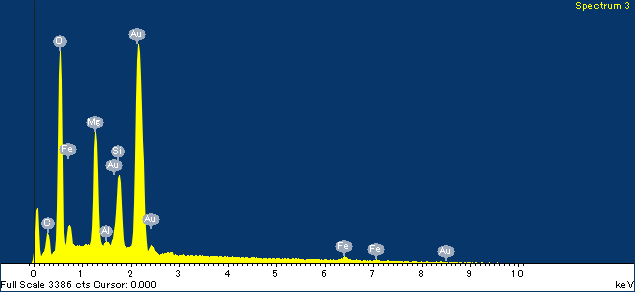 Spectrum 3
Au
O
Mg
Fe
Si
Au
Au
C
Al
Fe
Fe
Au
0 1 2 3 4 5 6 7 8 9 10
Full Scale 3386 cts Cursor: 0.000 keV